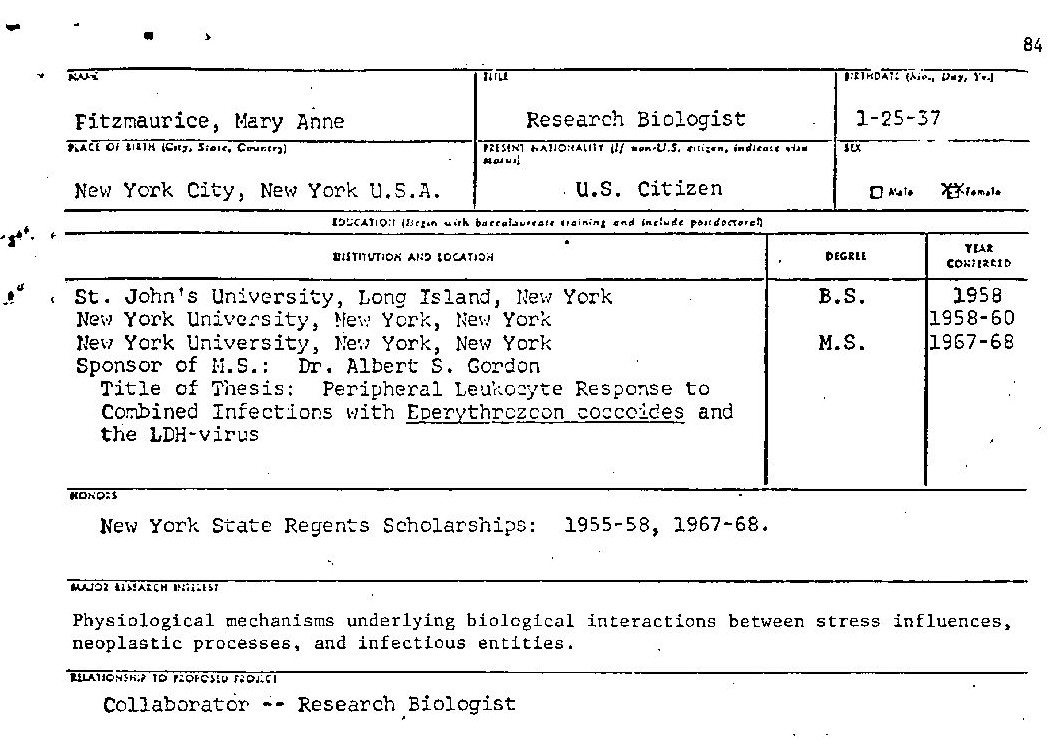 84
NAME
TITLE
BIRTHDATE (Mo., Day, Yr.)
Fitzmaurice, Mary Anne
Research Biologist
1-25-37
PLACE OF BIRTH (City, State, Country)
PRESENT NATIONALITY (If non-U.S. citizen, indicate visa status)
SEX
New York City, New York U.S.A.
U.S. Citizen
Male XX Female
EDUCATION (Begin with baccalaureate training and include postdoctoral)
INSTITUTION AND LOCATION
DEGREE
YEAR CONFERRED
St. John's University, Long Island, New York B.S. 1958
New York University, New York, New York 1958-60
New York University, New York, New York M.S. 1967-68
Sponsor of M.S.: Dr. Albert S. Gordon
Title of Thesis: Peripheral Leukocyte Response to
Combined Infections with Eperythrozoon coccoides and
the LDH-virus
HONORS
New York State Regents Scholarships: 1955-58, 1967-68.
MAJOR RESEARCH INTEREST
Physiological mechanisms underlying biological interactions between stress influences,
neoplastic processes, and infectious entities.
RELATIONSHIP TO PROPOSED PROJECT
Collaborator -- Research Biologist